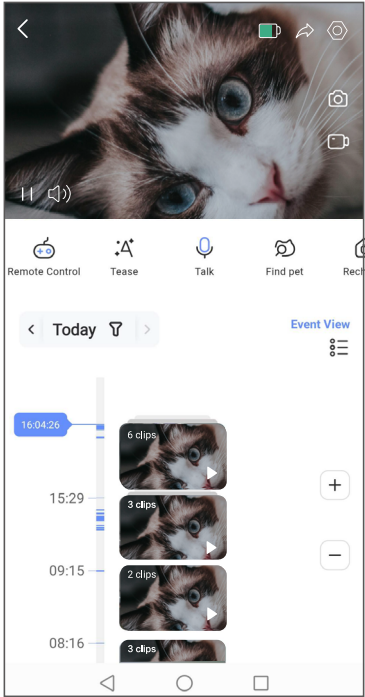 Remote Control
Tease
Talk
Find pet
Rech
Today
Event View
16:04:26
6 clips
15:29
3 clips
09:15
2 clips
08:16
3 clips